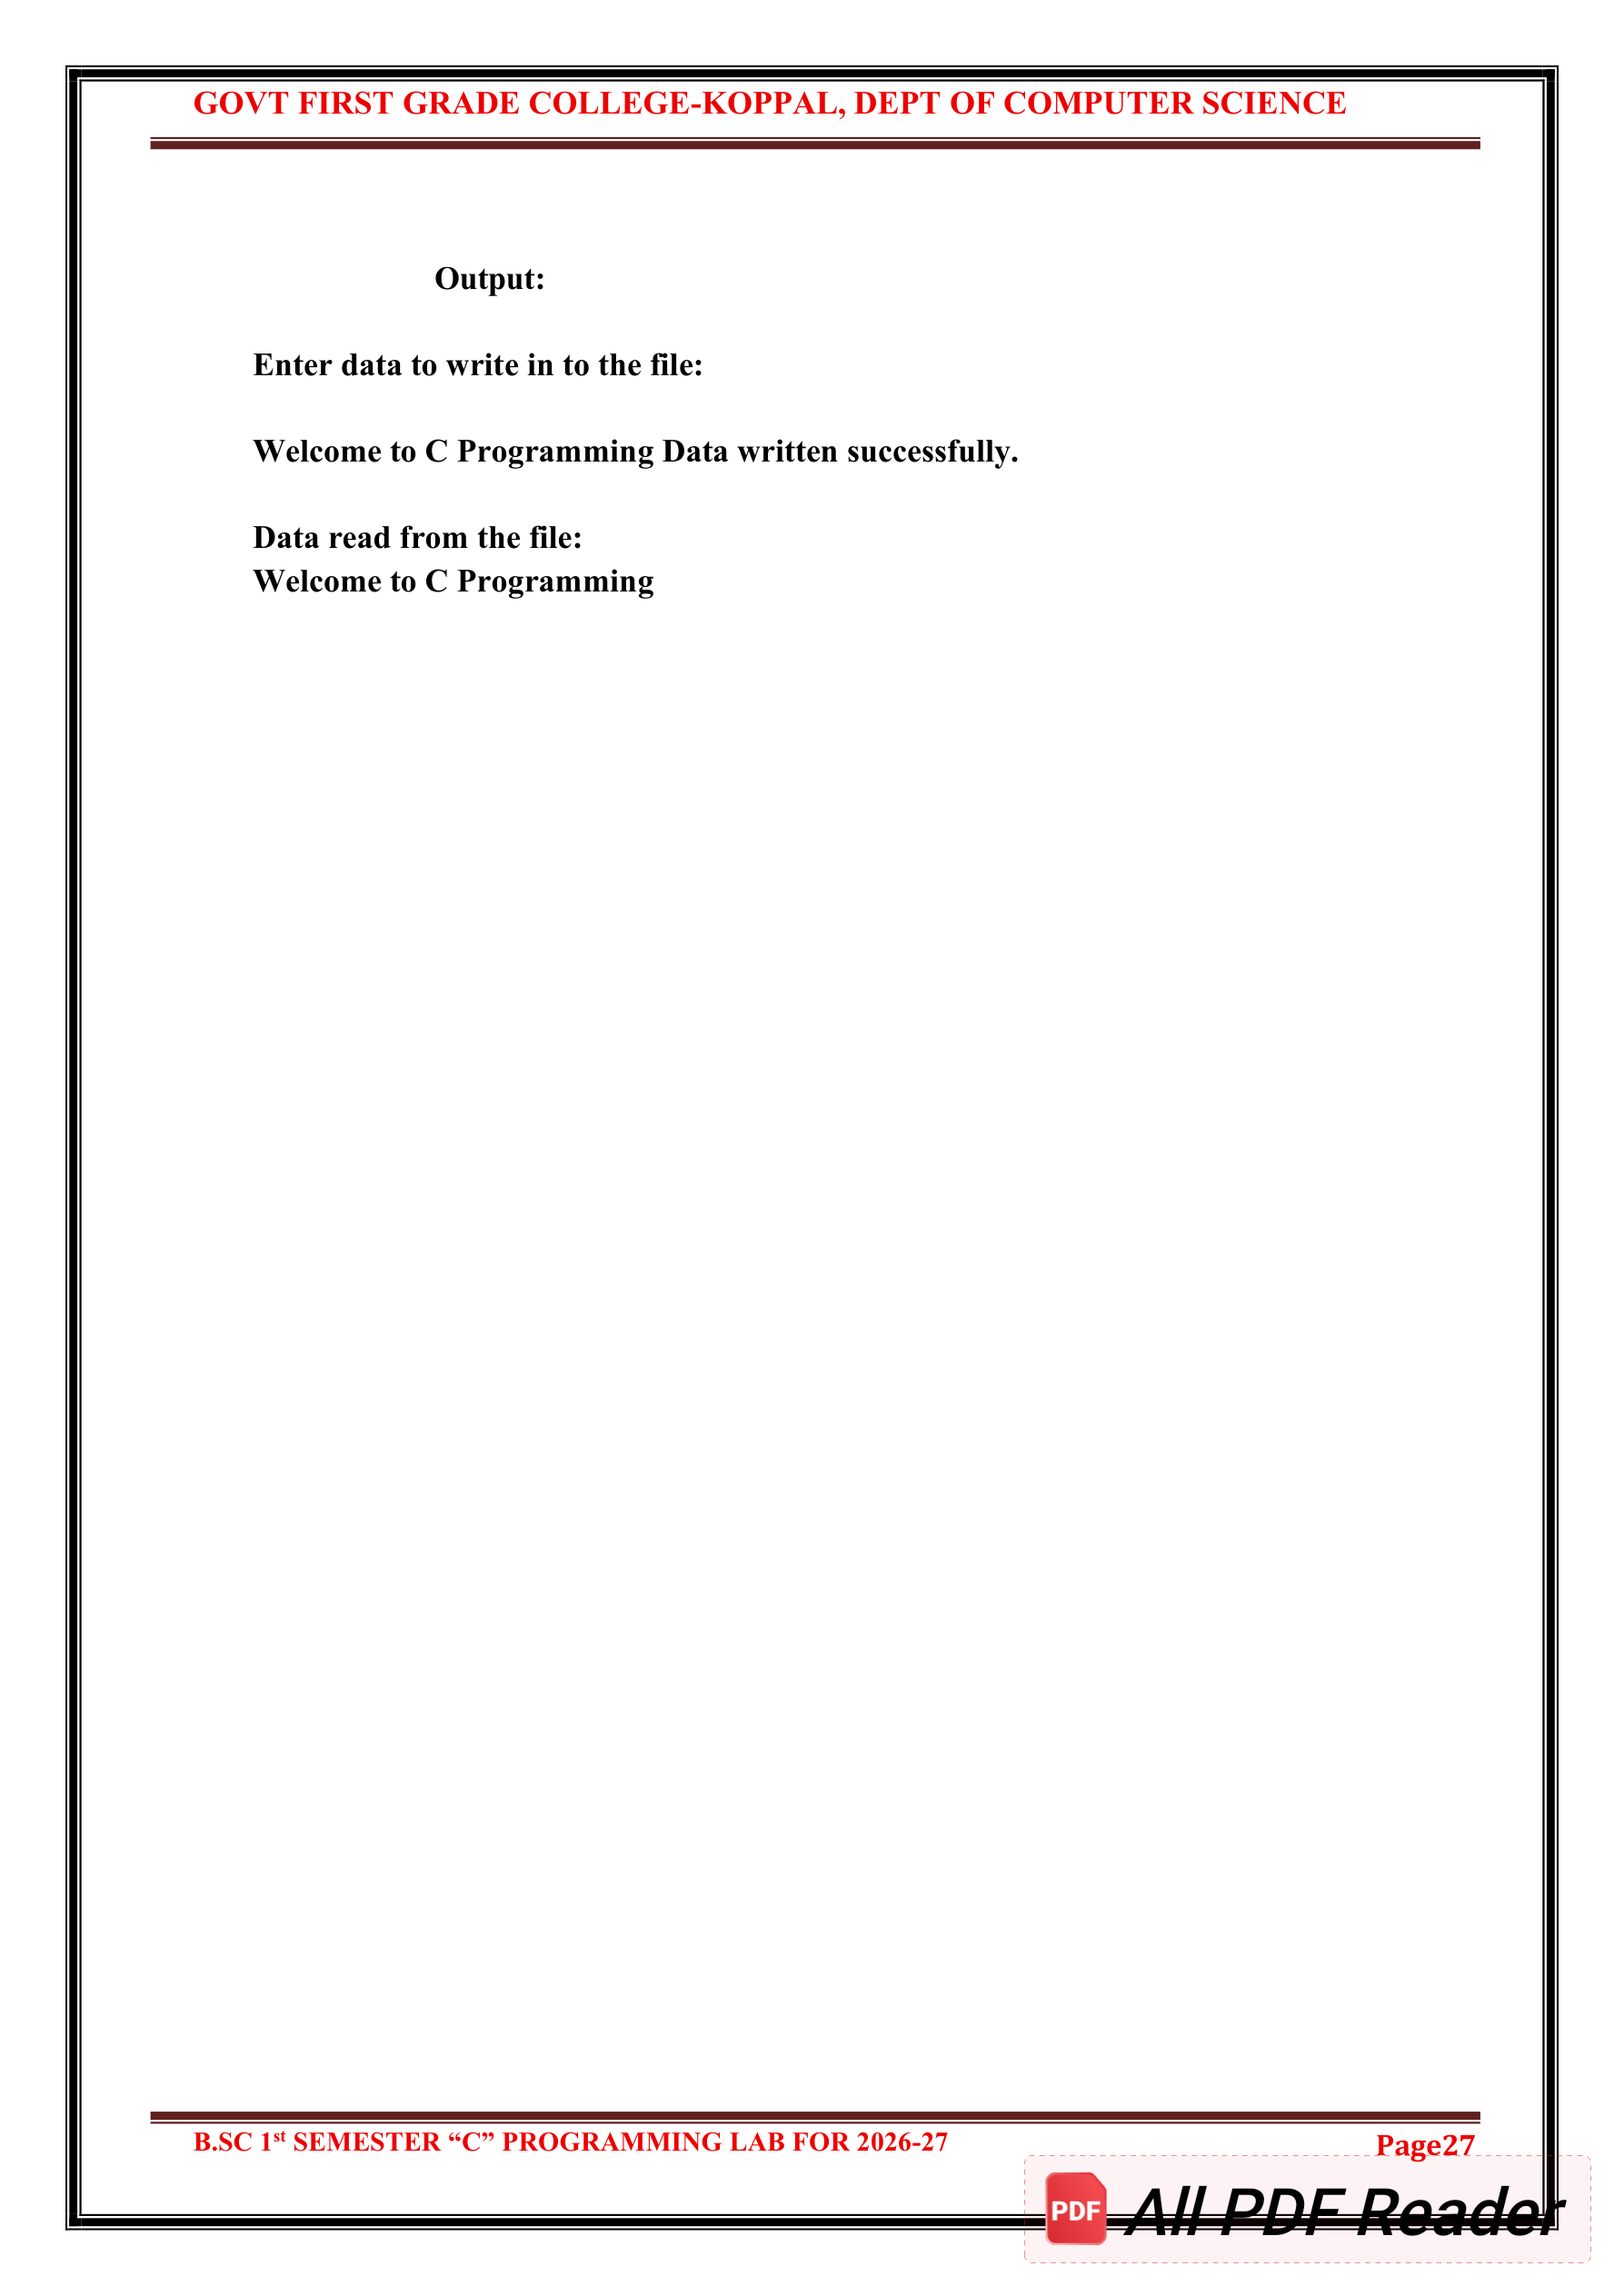 GOVT FIRST GRADE COLLEGE-KOPPAL, DEPT OF COMPUTER SCIENCE
Output:
Enter data to write in to the file:
Welcome to C Programming Data written successfully.
Data read from the file:
Welcome to C Programming
B.SC 1st SEMESTER “C” PROGRAMMING LAB FOR 2026-27
Page27
PDF All PDF Reader